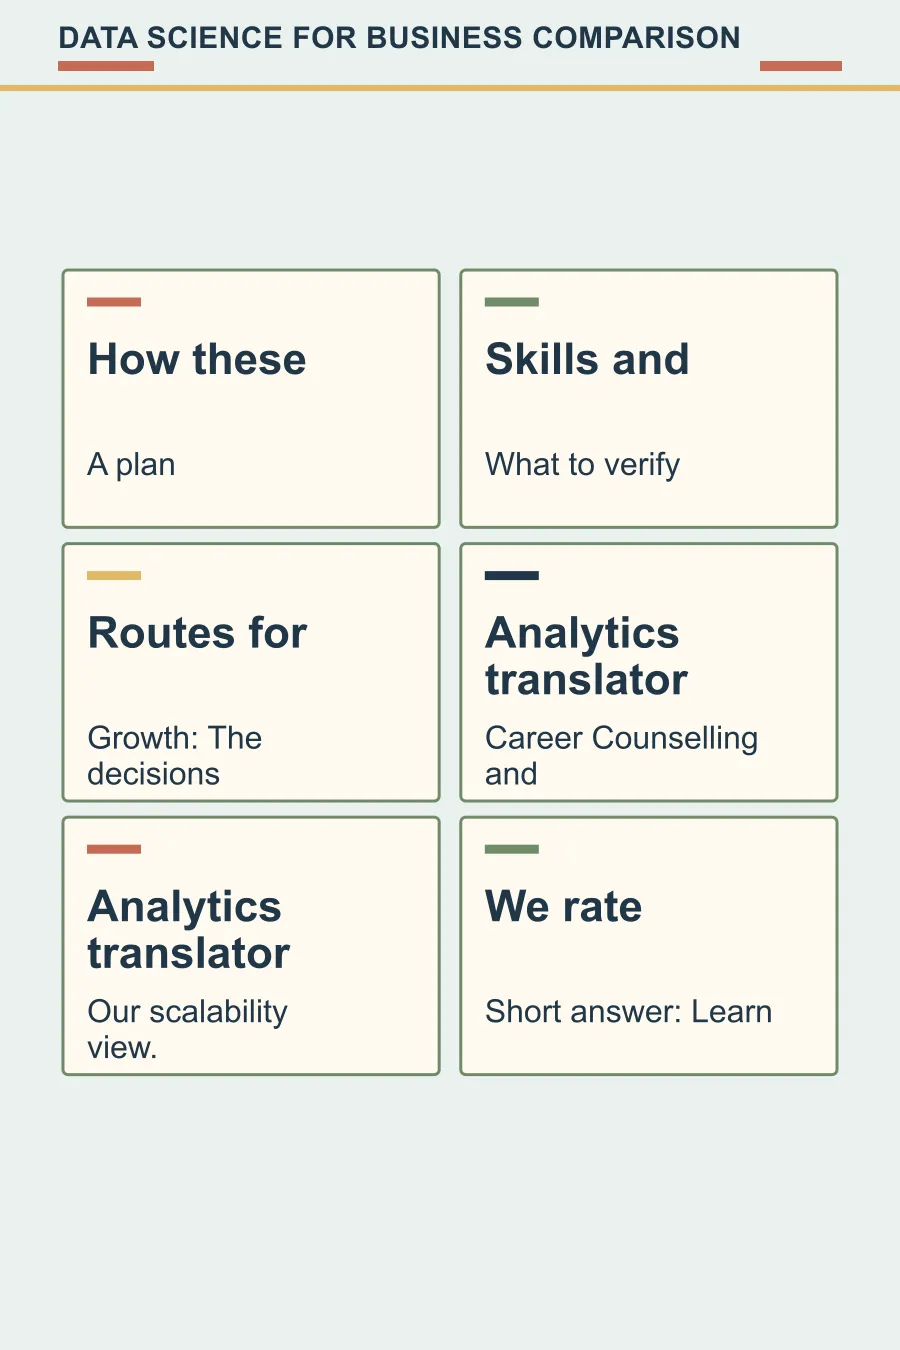 DATA SCIENCE FOR BUSINESS COMPARISON
How these
A plan
Skills and
What to verify
Routes for
Growth: The
decisions
Analytics
translator
Career Counselling
and
Analytics
translator
Our scalability
view.
We rate
Short answer: Learn